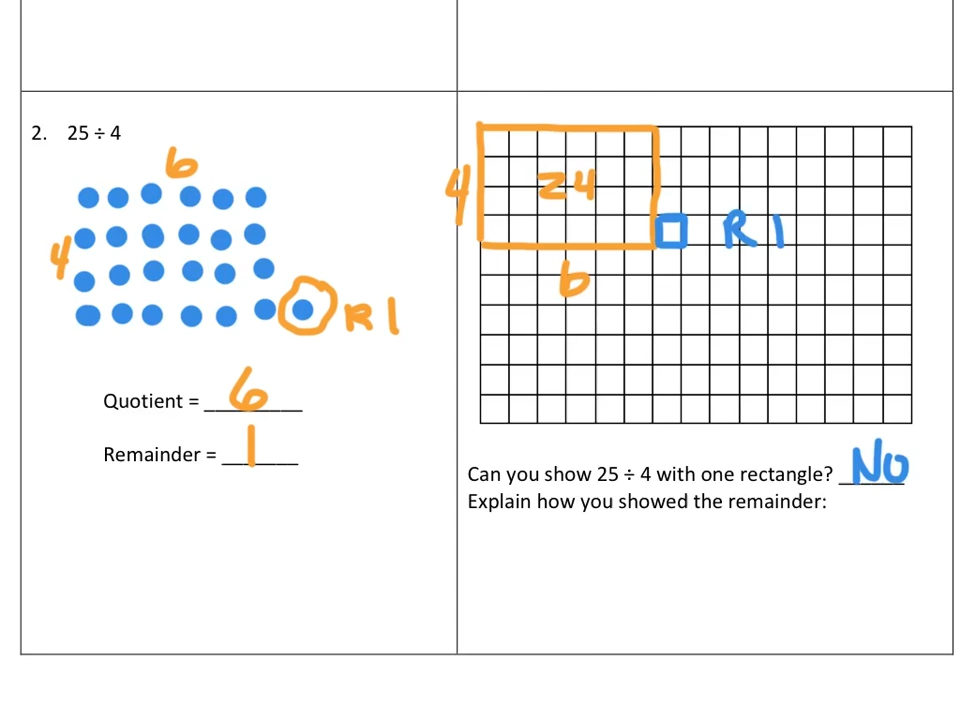 2. 25 ÷ 4
6
4
R1
Quotient = 6
Remainder = 1
4
24
R1
6
Can you show 25 ÷ 4 with one rectangle? No
Explain how you showed the remainder: